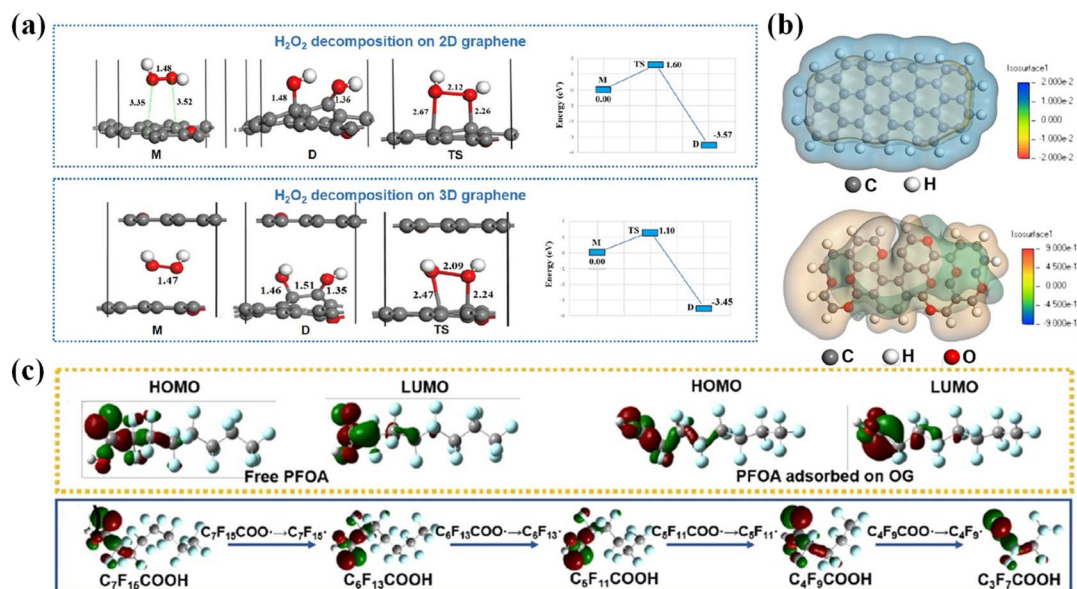 (a)
H₂O₂ decomposition on 2D graphene
1.48
3.35
3.52
M
1.48
1.36
D
2.12
2.67
2.26
TS
Energy (eV)
M
0.00
TS
1.60
D
-3.57
H₂O₂ decomposition on 3D graphene
1.47
M
1.46
1.51
1.35
D
2.09
2.47
2.24
TS
Energy (eV)
M
0.00
TS
1.10
D
-3.45
(b)
Isosurface1
2.000e-2
1.000e-2
0.000
-1.000e-2
-2.000e-2
C H
Isosurface1
9.000e-1
4.500e-1
0.000
-4.500e-1
-9.000e-1
C H O
(c)
HOMO LUMO HOMO LUMO
Free PFOA PFOA adsorbed on OG
C₇F₁₅COO·→C₇F₁₅· C₆F₁₃COO·→C₆F₁₃· C₅F₁₁COO·→C₅F₁₁· C₄F₉COO·→C₄F₉·
C₇F₁₅COOH C₆F₁₃COOH C₅F₁₁COOH C₄F₉COOH C₃F₇COOH